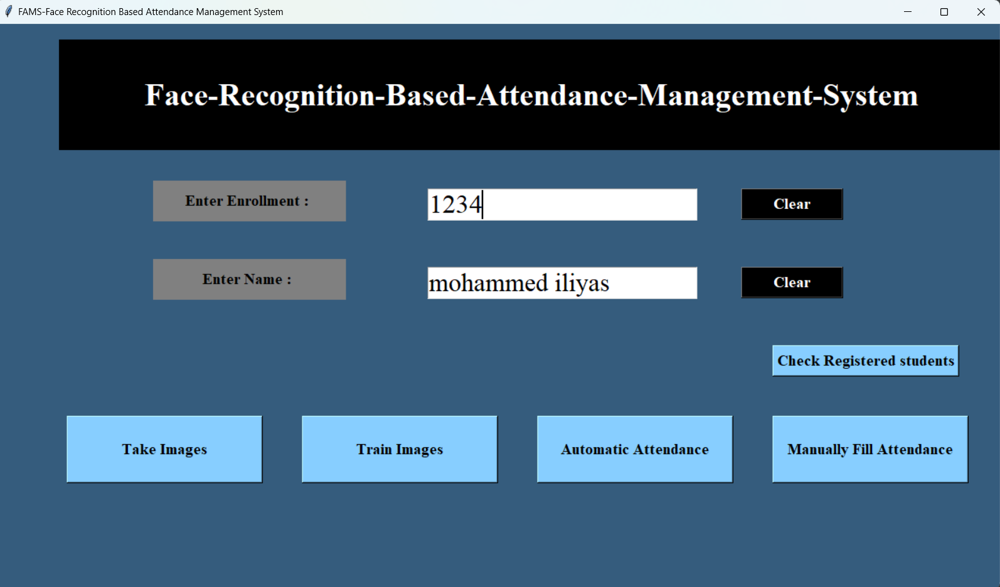 FAMS-Face Recognition Based Attendance Management System
Face-Recognition-Based-Attendance-Management-System
Enter Enrollment :
1234
Clear
Enter Name :
mohammed iliyas
Clear
Check Registered students
Take Images
Train Images
Automatic Attendance
Manually Fill Attendance